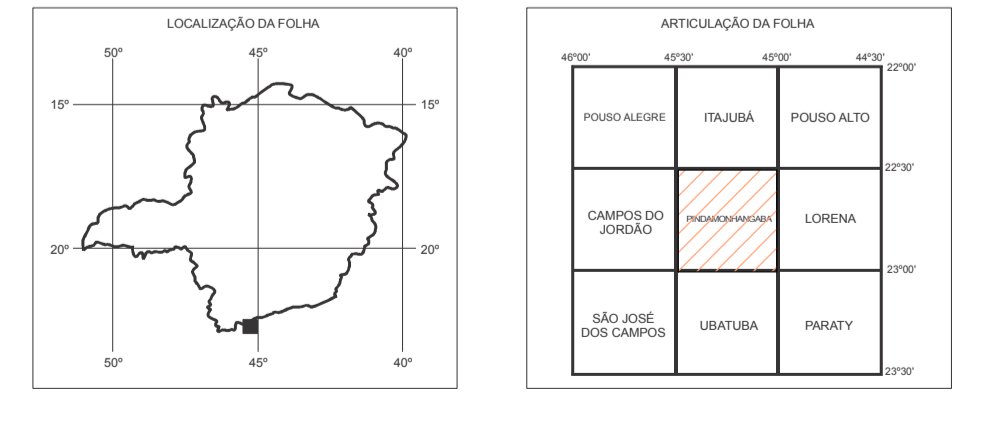 LOCALIZAÇÃO DA FOLHA
50º 45º 40º
15º 15º
20º 20º
50º 45º 40º
ARTICULAÇÃO DA FOLHA
46º00' 45º30' 45º00' 44º30'
22º00'
POUSO ALEGRE ITAJUBÁ POUSO ALTO
22º30'
CAMPOS DO
JORDÃO
PINDAMONHANGABA
LORENA
23º00'
SÃO JOSÉ
DOS CAMPOS
UBATUBA
PARATY
23º30'